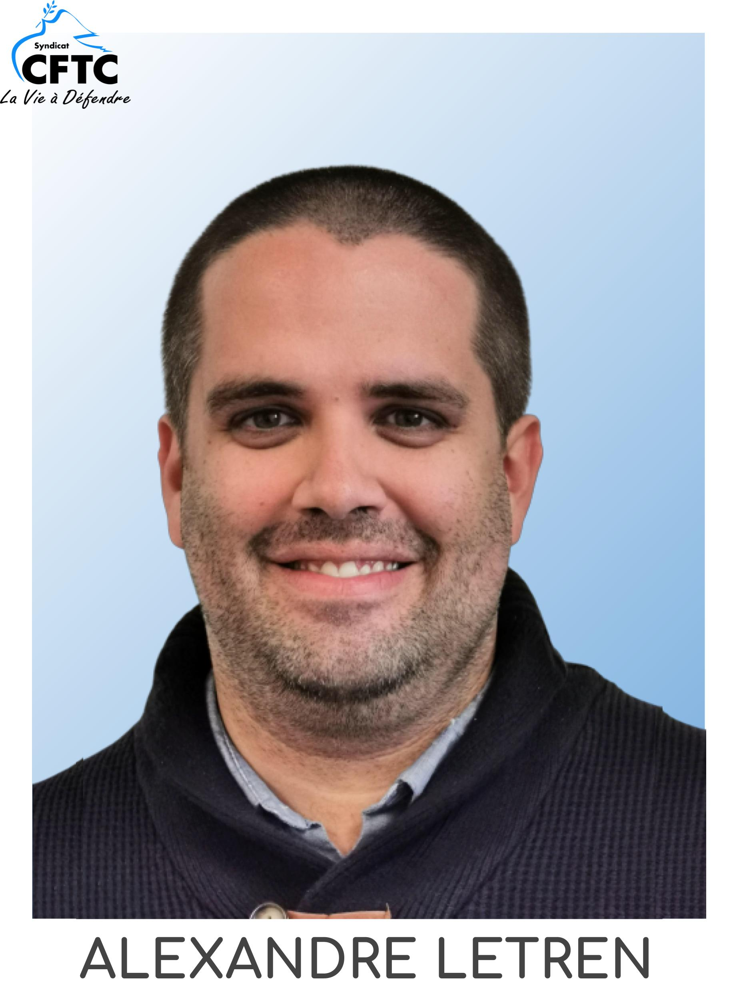 Syndicat
CFTC
La Vie à Défendre
ALEXANDRE LETREN